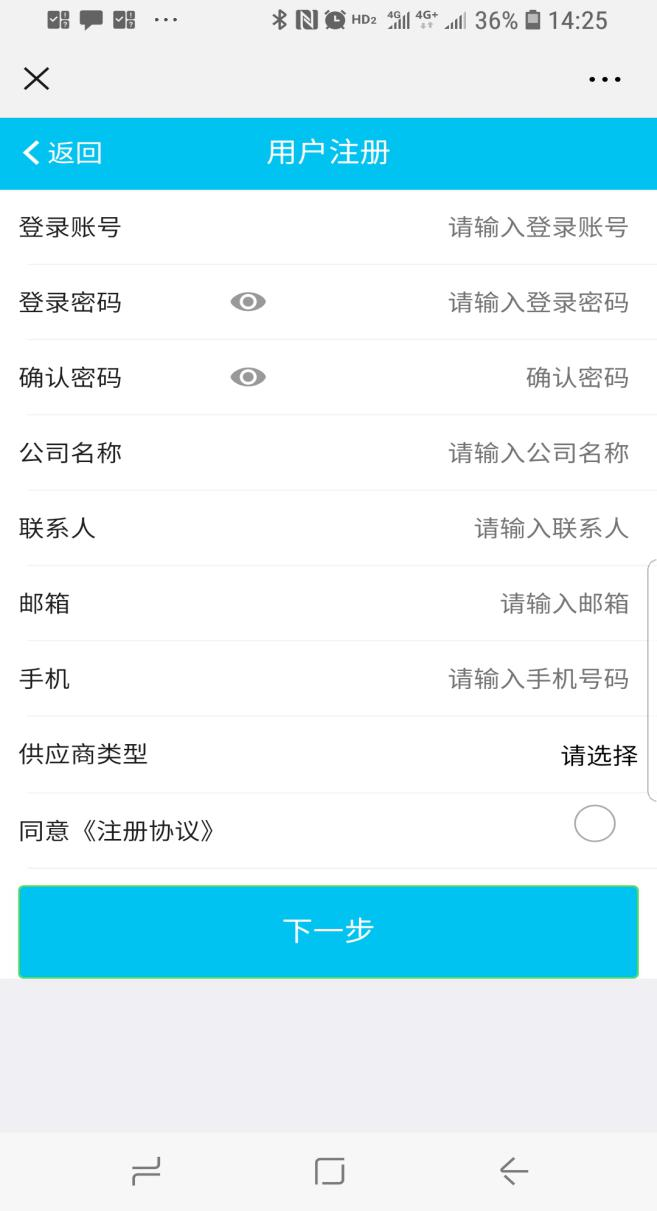 HD2 4G 4G+ 36% 14:25
返回 用户注册
登录账号 请输入登录账号
登录密码 请输入登录密码
确认密码 确认密码
公司名称 请输入公司名称
联系人 请输入联系人
邮箱 请输入邮箱
手机 请输入手机号码
供应商类型 请选择
同意《注册协议》
下一步